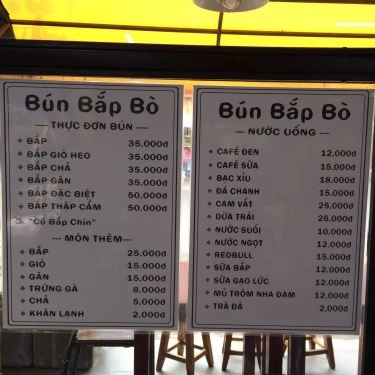 Bún Bắp Bò
---- THỰC ĐƠN BÚN ----
❖ BẮP 35.000đ
❖ BẮP GIÒ HEO 35.000đ
❖ BẮP CHẢ 35.000đ
❖ BẮP GÂN 35.000đ
❖ BẮP ĐẶC BIỆT 50.000đ
❖ BẮP THẬP CẨM 50.000đ
"Có Bắp Chín"
---- MÓN THÊM----
❖ BẮP 25.000đ
❖ GIÒ 15.000đ
❖ GÂN 15.000đ
❖ TRỨNG GÀ 8.000đ
❖ CHẢ 5.000đ
❖ KHĂN LẠNH 2.000đ
Bún Bắp Bò
---- NƯỚC UỐNG ----
❖ CAFÉ ĐEN 12.000đ
❖ CAFÉ SỮA 15.000đ
❖ BẠC XỈU 18.000đ
❖ ĐÁ CHANH 15.000đ
❖ CAM VẮT 25.000đ
❖ DỪA TRÁI 25.000đ
❖ NƯỚC SUỐI 10.000đ
❖ NƯỚC NGỌT 12.000đ
❖ REDBULL 15.000đ
❖ SỮA BẮP 12.000đ
❖ SỮA GẠO LỨC 12.000đ
❖ MỦ TRÔM NHA ĐAM 12.000đ
❖ TRÀ ĐÁ 2.000đ